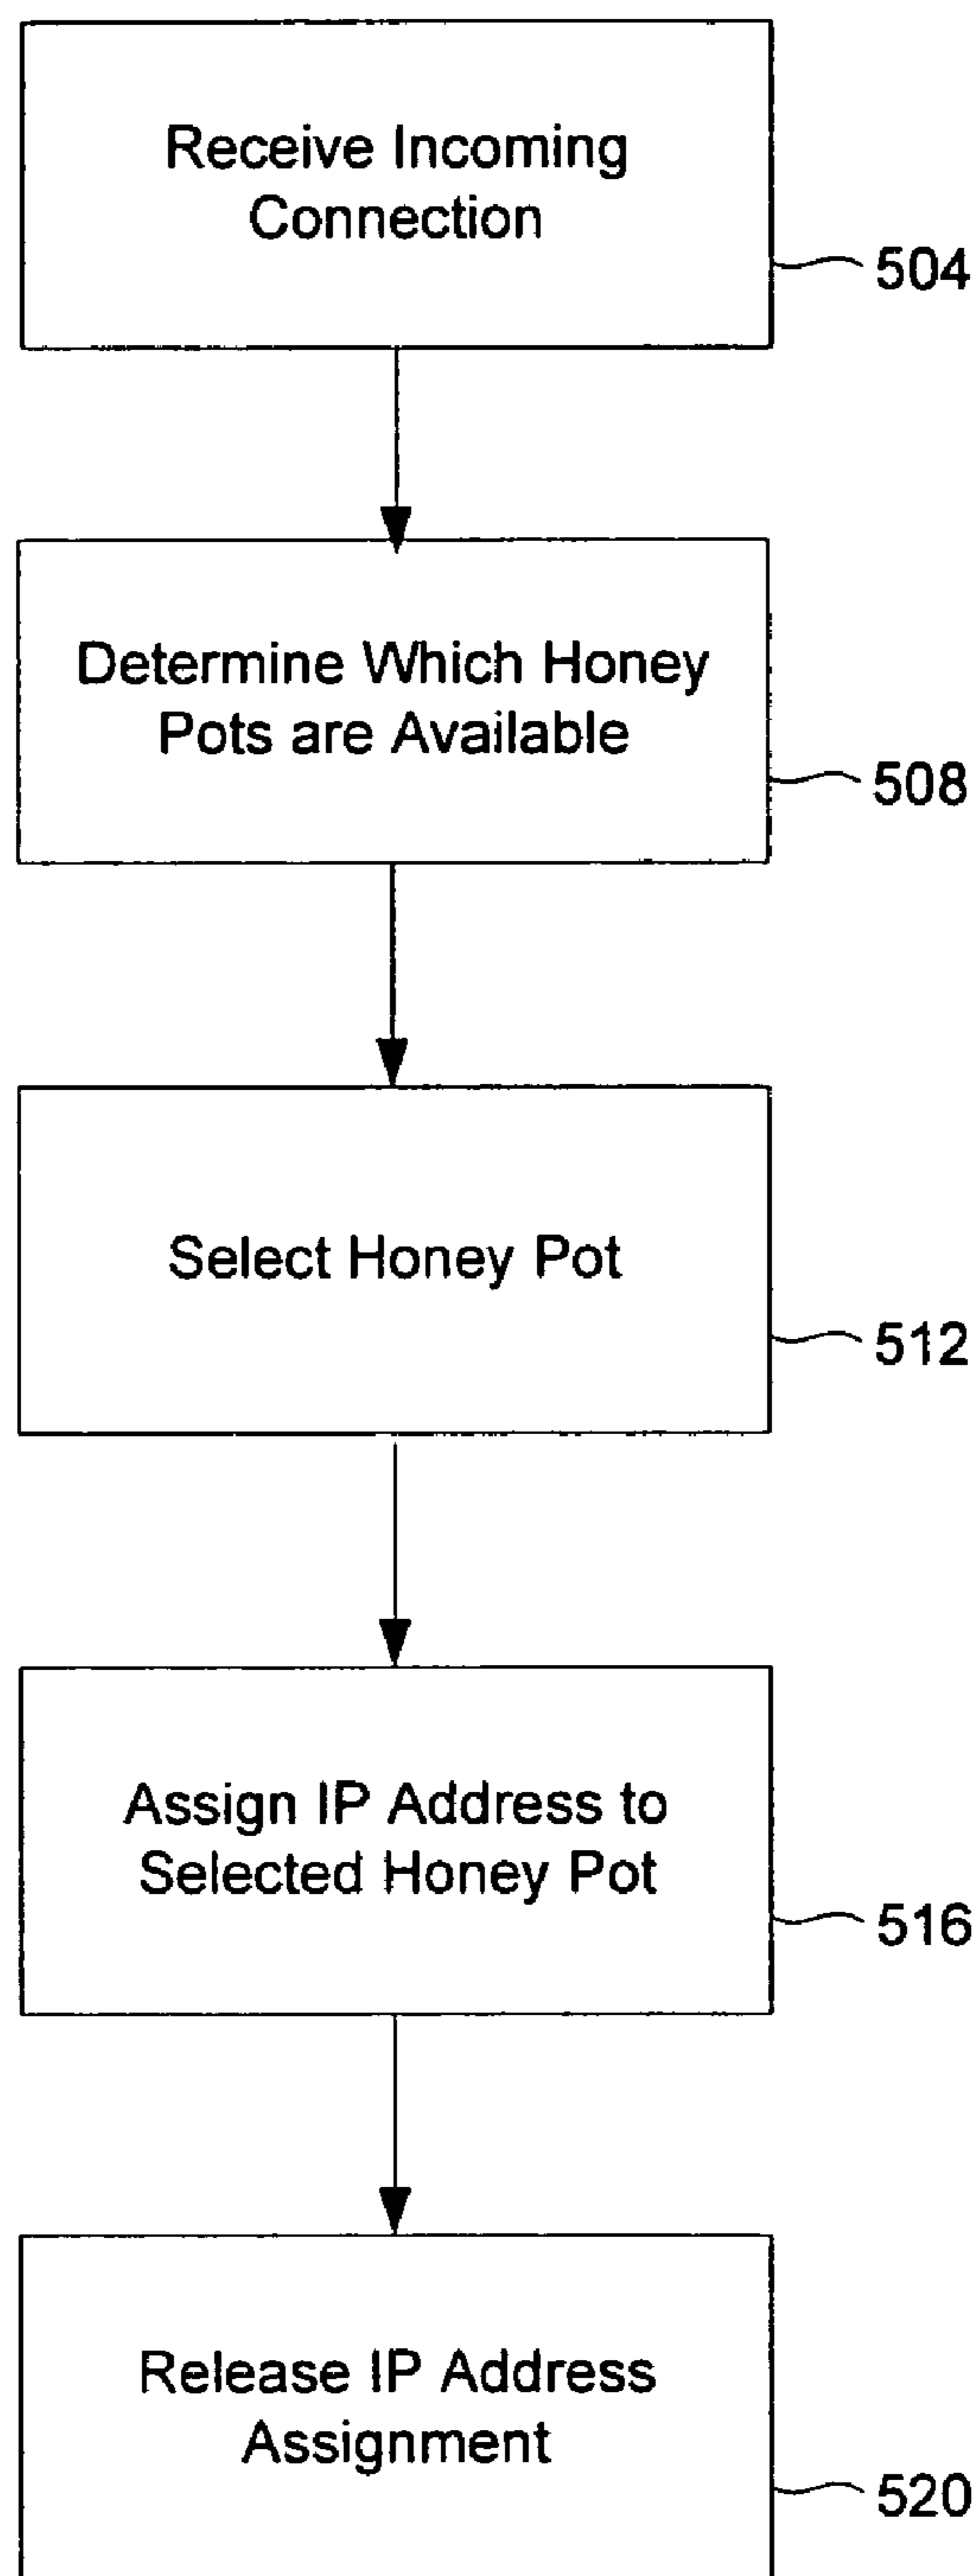 Receive Incoming
Connection
504
Determine Which Honey
Pots are Available
508
Select Honey Pot
512
Assign IP Address to
Selected Honey Pot
516
Release IP Address
Assignment
520